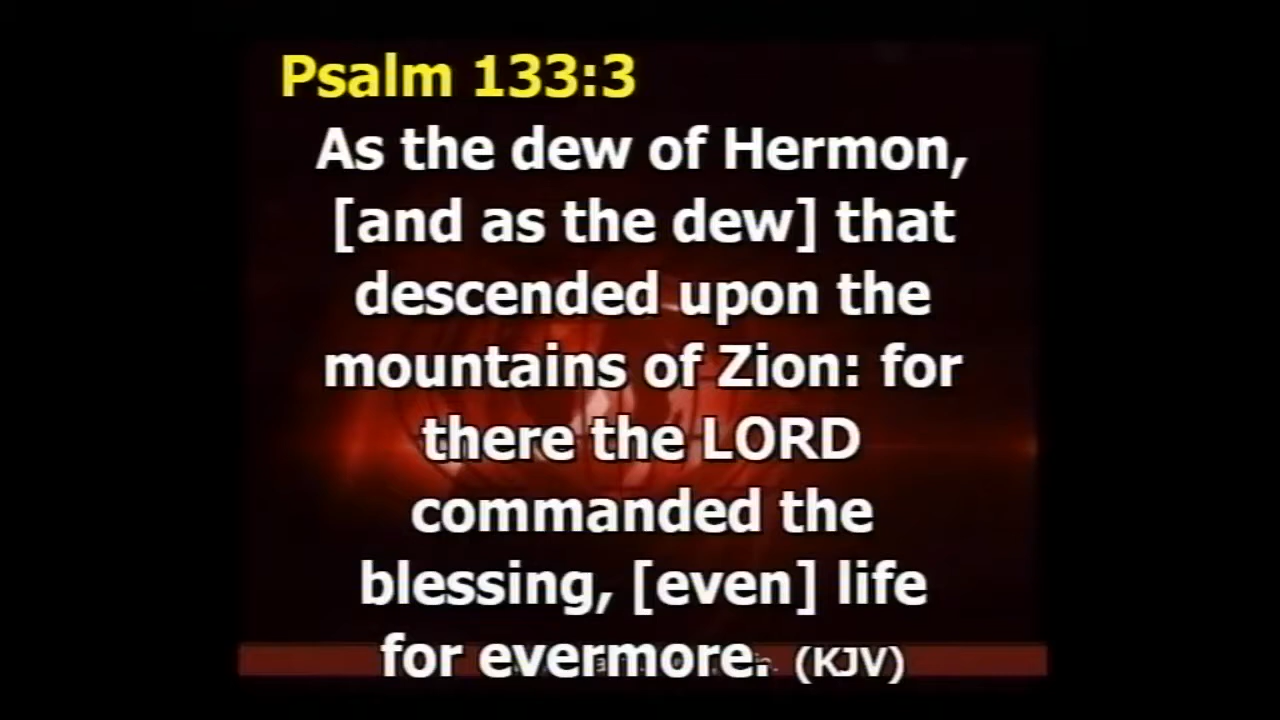 Psalm 133:3
As the dew of Hermon,
[and as the dew] that
descended upon the
mountains of Zion: for
there the LORD
commanded the
blessing, [even] life
for evermore. (KJV)